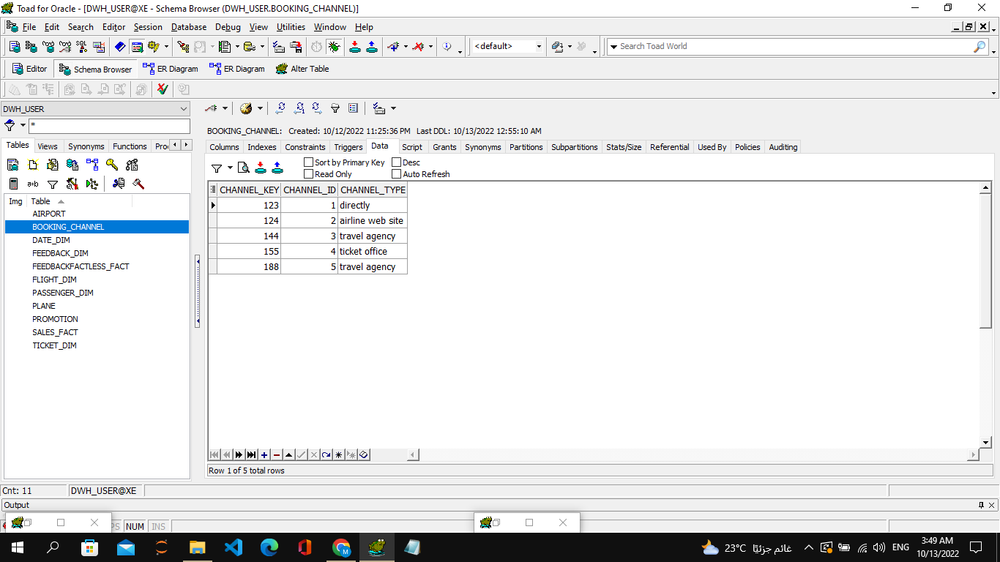 Toad for Oracle - [DWH_USER@XE - Schema Browser (DWH_USER.BOOKING_CHANNEL)]
File Edit Search Editor Session Database Debug View Utilities Window Help
SQL <default> Search Toad World
Editor Schema Browser ER Diagram ER Diagram Alter Table
DWH_USER
*
BOOKING_CHANNEL: Created: 10/12/2022 11:25:36 PM Last DDL: 10/13/2022 12:55:10 AM
Tables Views Synonyms Functions Proc
Columns Indexes Constraints Triggers Data Script Grants Synonyms Partitions Subpartitions Stats/Size Referential Used By Policies Auditing
Sort by Primary Key Desc
Read Only Auto Refresh
a=b
Img Table
AIRPORT
BOOKING_CHANNEL
DATE_DIM
FEEDBACK_DIM
FEEDBACKFACTLESS_FACT
FLIGHT_DIM
PASSENGER_DIM
PLANE
PROMOTION
SALES_FACT
TICKET_DIM
CHANNEL_KEY CHANNEL_ID CHANNEL_TYPE
123 1 directly
124 2 airline web site
144 3 travel agency
155 4 ticket office
188 5 travel agency
Row 1 of 5 total rows
Cnt: 11 DWH_USER@XE
Output
PS NUM INS
23°C غائم جزئيًا ENG 3:49 AM
10/13/2022